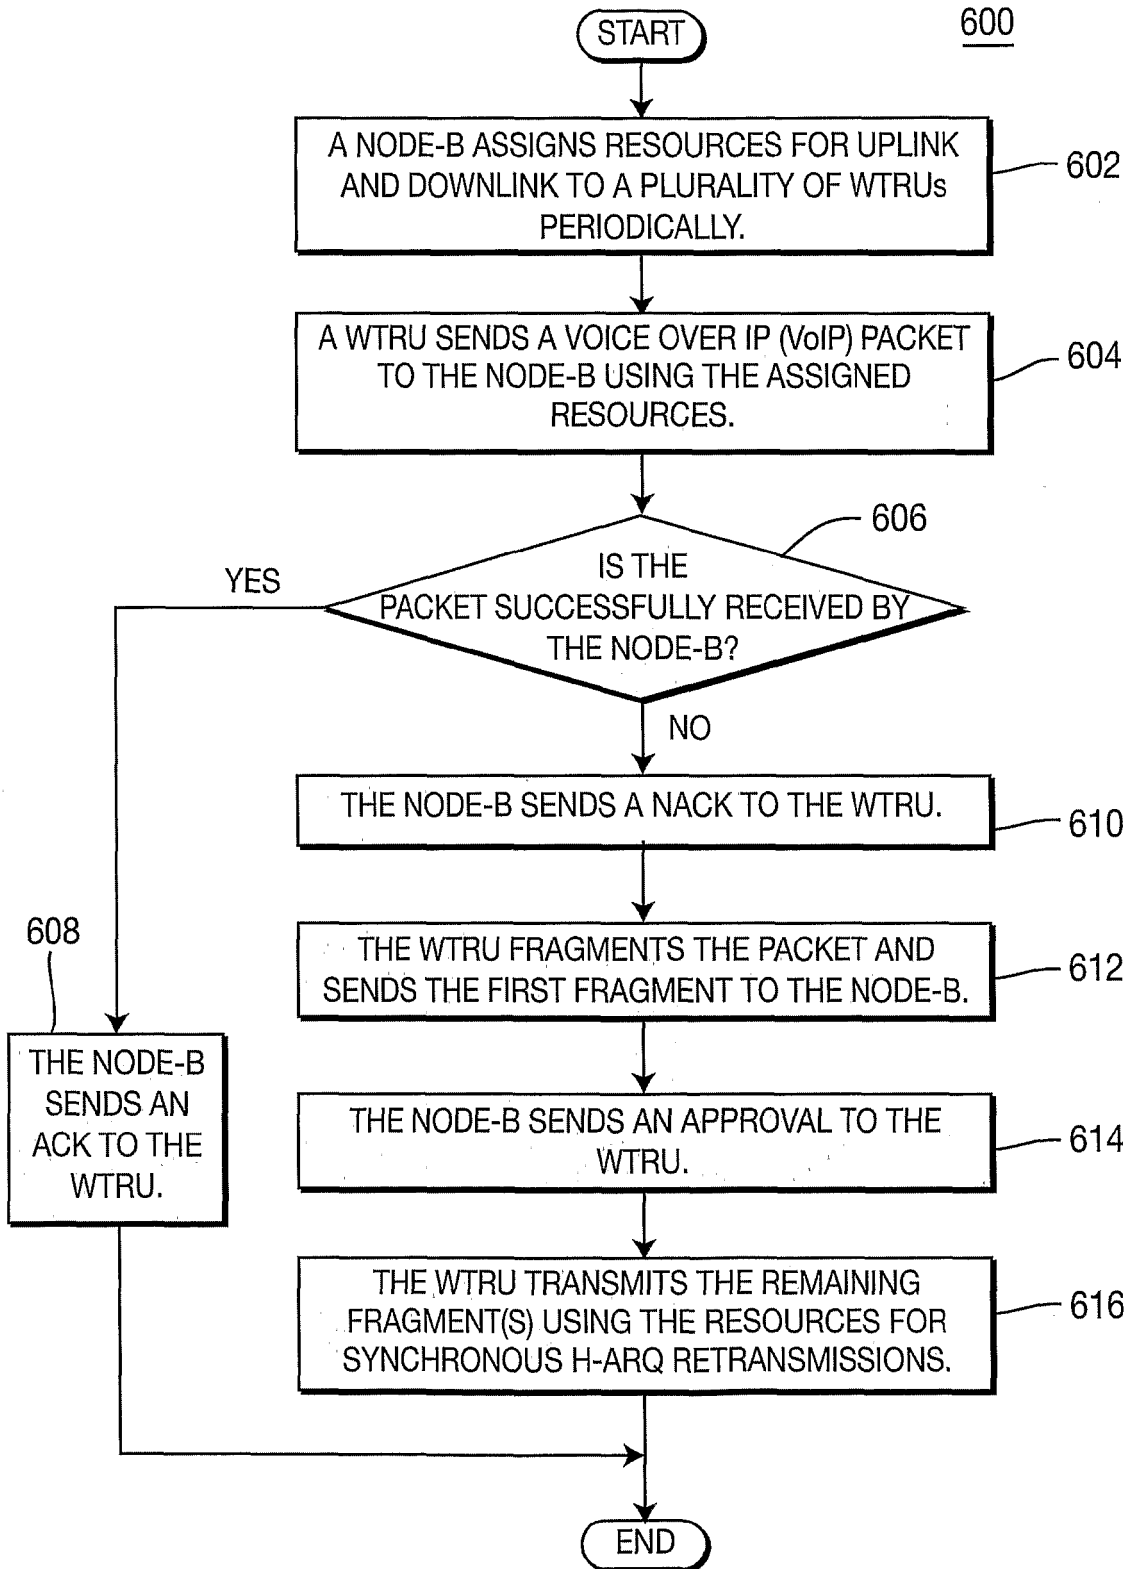 START
600
A NODE-B ASSIGNS RESOURCES FOR UPLINK
AND DOWNLINK TO A PLURALITY OF WTRUs
PERIODICALLY.
602
A WTRU SENDS A VOICE OVER IP (VoIP) PACKET
TO THE NODE-B USING THE ASSIGNED
RESOURCES.
604
606
IS THE
PACKET SUCCESSFULLY RECEIVED BY
THE NODE-B?
YES
NO
THE NODE-B SENDS A NACK TO THE WTRU.
610
THE WTRU FRAGMENTS THE PACKET AND
SENDS THE FIRST FRAGMENT TO THE NODE-B.
612
608
THE NODE-B
SENDS AN
ACK TO THE
WTRU.
THE NODE-B SENDS AN APPROVAL TO THE
WTRU.
614
THE WTRU TRANSMITS THE REMAINING
FRAGMENT(S) USING THE RESOURCES FOR
SYNCHRONOUS H-ARQ RETRANSMISSIONS.
616
END